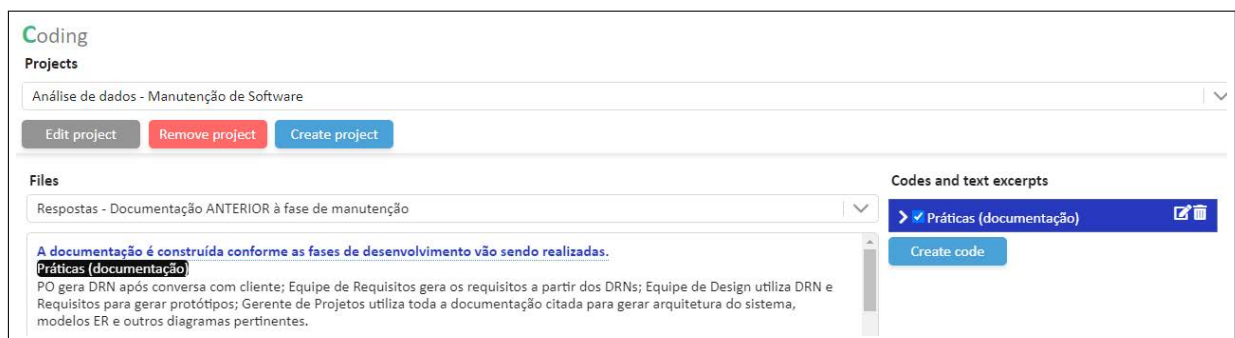 Coding
Projects
Análise de dados - Manutenção de Software
Edit project Remove project Create project
Files
Respostas - Documentação ANTERIOR à fase de manutenção
A documentação é construída conforme as fases de desenvolvimento vão sendo realizadas.
Práticas (documentação)
PO gera DRN após conversa com cliente; Equipe de Requisitos gera os requisitos a partir dos DRNs; Equipe de Design utiliza DRN e
Requisitos para gerar protótipos; Gerente de Projetos utiliza toda a documentação citada para gerar arquitetura do sistema,
modelos ER e outros diagramas pertinentes.
Codes and text excerpts
Práticas (documentação)
Create code